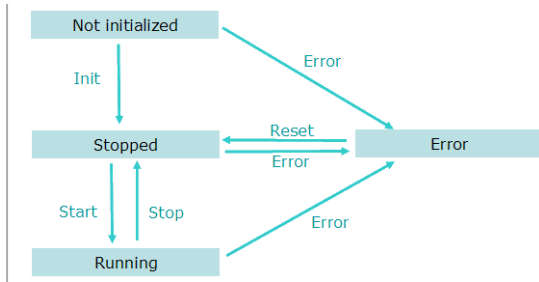 Not initialized
Error
Init
Reset
Stopped
Error
Error
Start
Stop
Error
Running